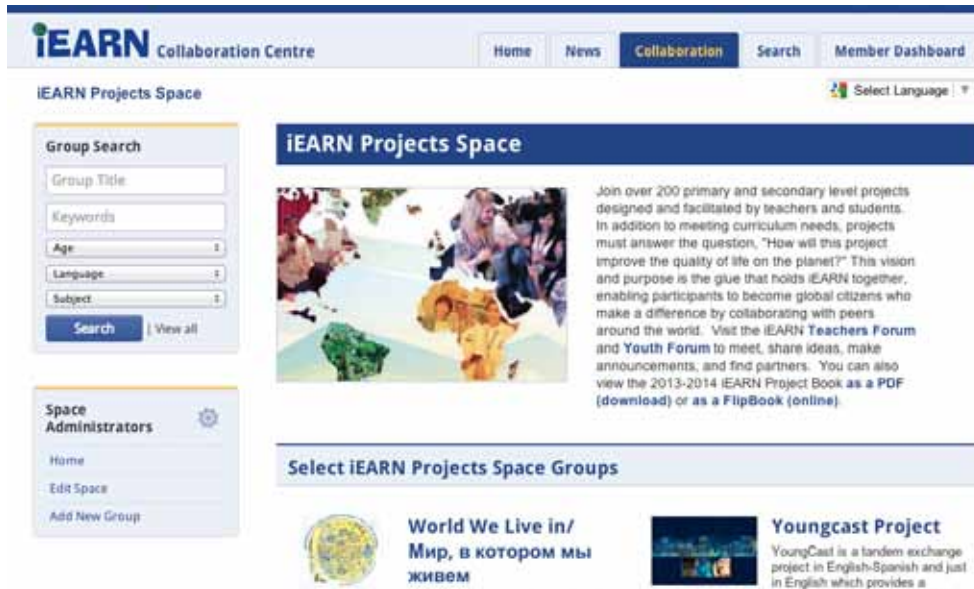 iEARN Collaboration Centre
Home News Collaboration Search Member Dashboard
iEARN Projects Space
Select Language
Group Search
Group Title
Keywords
Age
Language
Subject
Search | View all
Space
Administrators
Home
Edit Space
Add New Group
iEARN Projects Space
Join over 200 primary and secondary level projects
designed and facilitated by teachers and students.
In addition to meeting curriculum needs, projects
must answer the question, "How will this project
improve the quality of life on the planet?" This vision
and purpose is the glue that holds iEARN together,
enabling participants to become global citizens who
make a difference by collaborating with peers
around the world. Visit the iEARN Teachers Forum
and Youth Forum to meet, share ideas, make
announcements, and find partners. You can also
view the 2013-2014 iEARN Project Book as a PDF
(download) or as a FlipBook (online).
Select iEARN Projects Space Groups
World We Live in/
Мир, в котором мы
живем
Youngcast Project
YoungCast is a tandem exchange
project in English-Spanish and just
in English which provides a